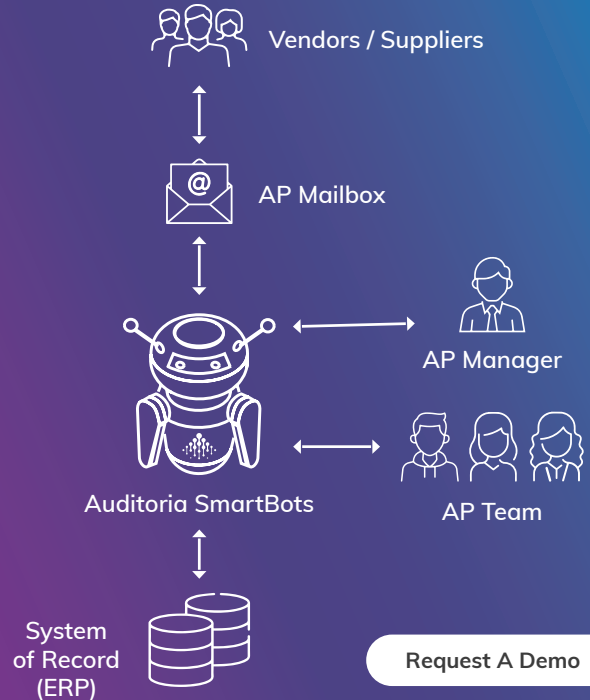 Vendors / Suppliers
@
AP Mailbox
AP Manager
Auditoria SmartBots
AP Team
System
of Record
(ERP)
Request A Demo